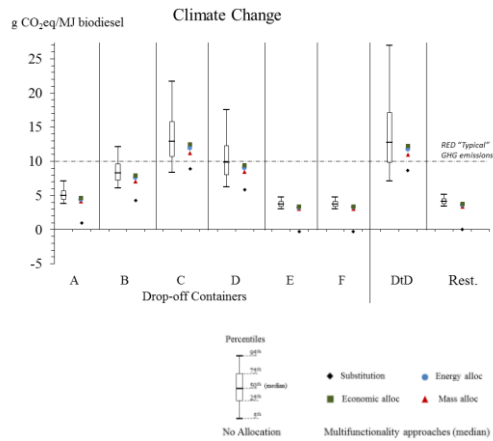 Climate Change
g CO₂eq/MJ biodiesel
25
20
15
10
5
0
-5
RED "Typical"
GHG emissions
A B C D E F DtD Rest.
Drop-off Containers
Percentiles
95th
75th
50th (median)
25th
5th
No Allocation
Substitution
Energy alloc
Economic alloc
Mass alloc
Multifunctionality approaches (median)